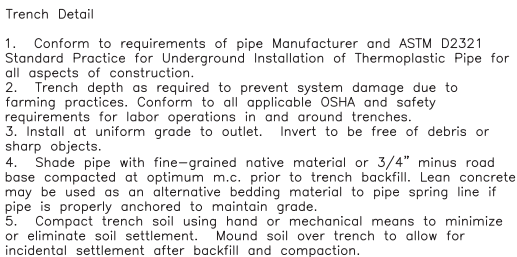 Trench Detail
1. Conform to requirements of pipe Manufacturer and ASTM D2321
Standard Practice for Underground Installation of Thermoplastic Pipe for
all aspects of construction.
2. Trench depth as required to prevent system damage due to
farming practices. Conform to all applicable OSHA and safety
requirements for labor operations in and around trenches.
3. Install at uniform grade to outlet. Invert to be free of debris or
sharp objects.
4. Shade pipe with fine-grained native material or 3/4" minus road
base compacted at optimum m.c. prior to trench backfill. Lean concrete
may be used as an alternative bedding material to pipe spring line if
pipe is properly anchored to maintain grade.
5. Compact trench soil using hand or mechanical means to minimize
or eliminate soil settlement. Mound soil over trench to allow for
incidental settlement after backfill and compaction.